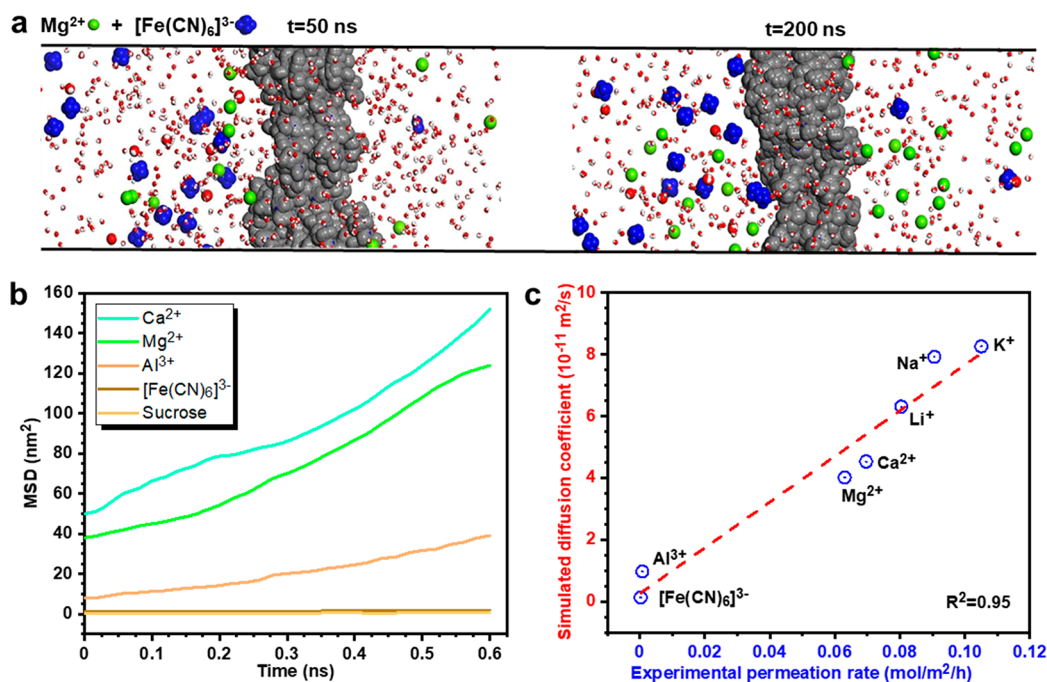 a Mg²⁺ + [Fe(CN)₆]³⁻ t=50 ns t=200 ns
b
MSD (nm²)
160
140
120
100
80
60
40
20
0
Ca²⁺
Mg²⁺
Al³⁺
[Fe(CN)₆]³⁻
Sucrose
0 0.1 0.2 0.3 0.4 0.5 0.6
Time (ns)
c
Simulated diffusion coefficient (10⁻¹¹ m²/s)
10
8
6
4
2
0
Na⁺
K⁺
Li⁺
Ca²⁺
Mg²⁺
Al³⁺
[Fe(CN)₆]³⁻
R²=0.95
0 0.02 0.04 0.06 0.08 0.10 0.12
Experimental permeation rate (mol/m²/h)